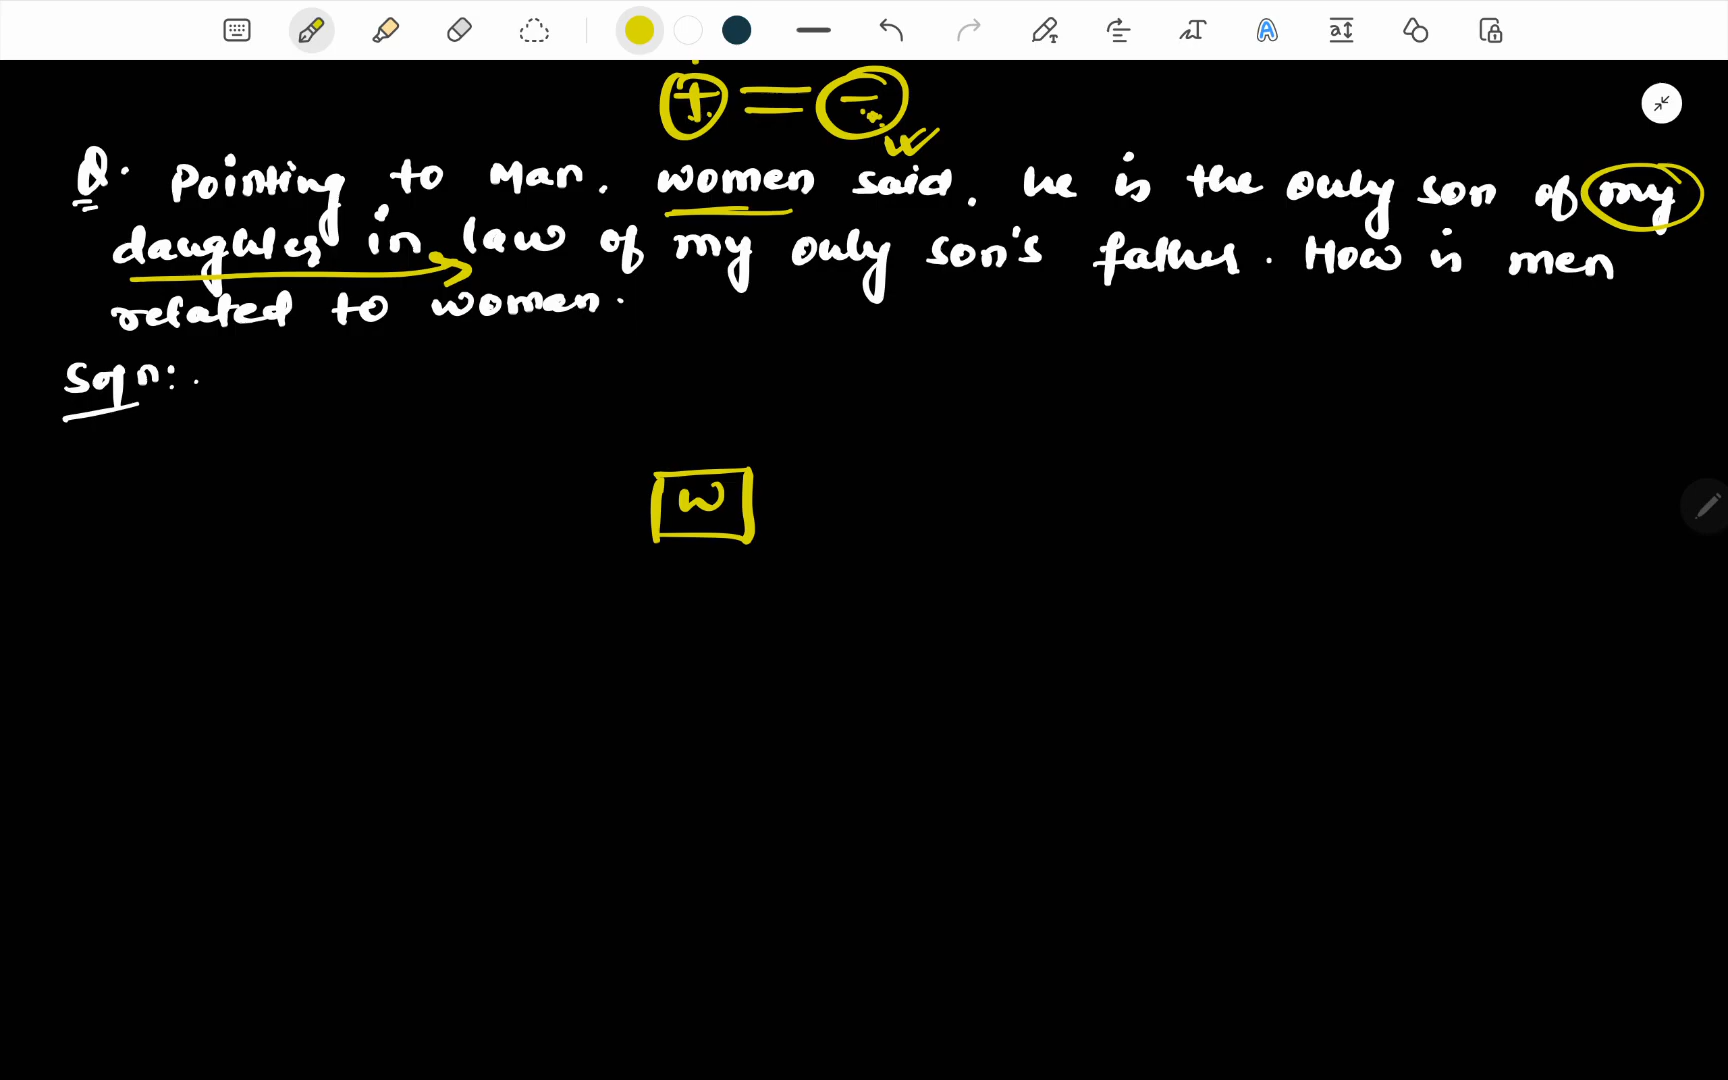 + = -
Q. Pointing to Man. women said. he is the only son of my
daughter in law of my only son's father. How is men
related to women.
Soln:.
W